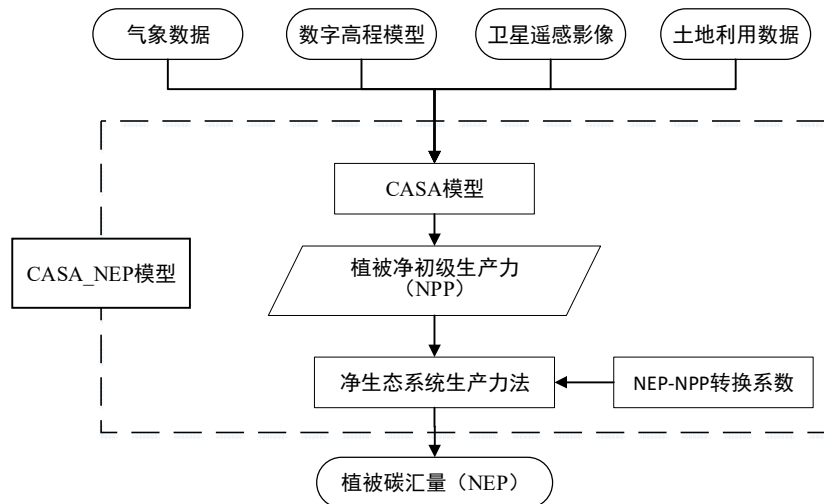 气象数据
数字高程模型
卫星遥感影像
土地利用数据
CASA模型
CASA_NEP模型
植被净初级生产力
（NPP）
净生态系统生产力法
NEP-NPP转换系数
植被碳汇量（NEP）